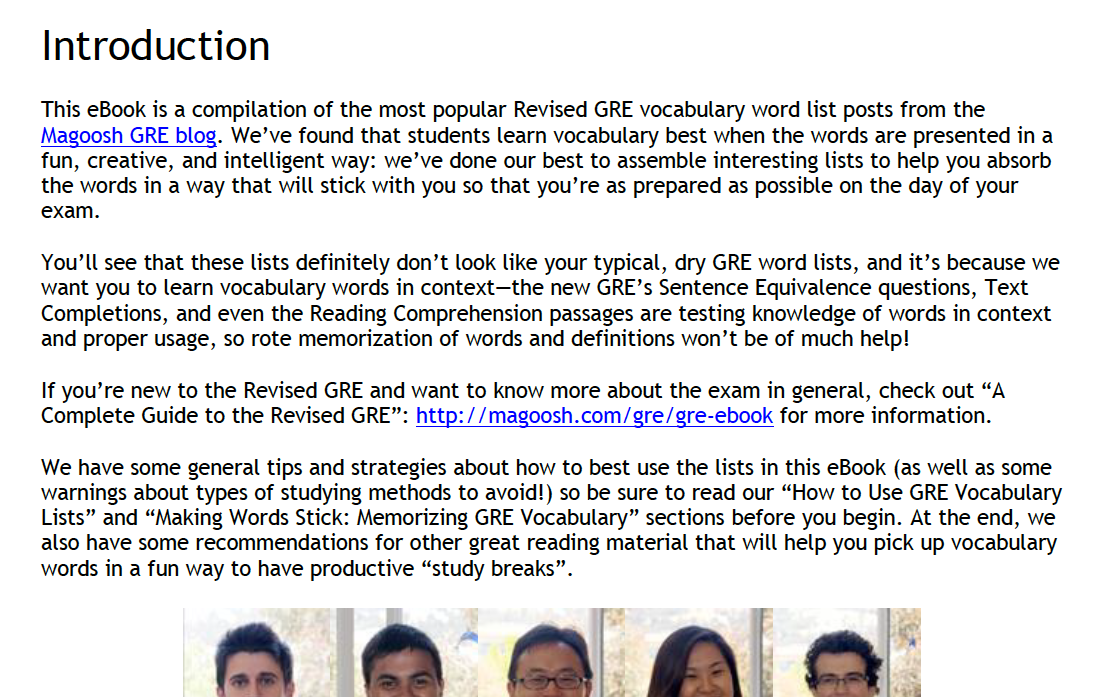 Introduction
This eBook is a compilation of the most popular Revised GRE vocabulary word list posts from the
Magoosh GRE blog. We’ve found that students learn vocabulary best when the words are presented in a
fun, creative, and intelligent way: we’ve done our best to assemble interesting lists to help you absorb
the words in a way that will stick with you so that you’re as prepared as possible on the day of your
exam.
You’ll see that these lists definitely don’t look like your typical, dry GRE word lists, and it’s because we
want you to learn vocabulary words in context—the new GRE’s Sentence Equivalence questions, Text
Completions, and even the Reading Comprehension passages are testing knowledge of words in context
and proper usage, so rote memorization of words and definitions won’t be of much help!
If you’re new to the Revised GRE and want to know more about the exam in general, check out “A
Complete Guide to the Revised GRE”: http://magoosh.com/gre/gre-ebook for more information.
We have some general tips and strategies about how to best use the lists in this eBook (as well as some
warnings about types of studying methods to avoid!) so be sure to read our “How to Use GRE Vocabulary
Lists” and “Making Words Stick: Memorizing GRE Vocabulary” sections before you begin. At the end, we
also have some recommendations for other great reading material that will help you pick up vocabulary
words in a fun way to have productive “study breaks”.